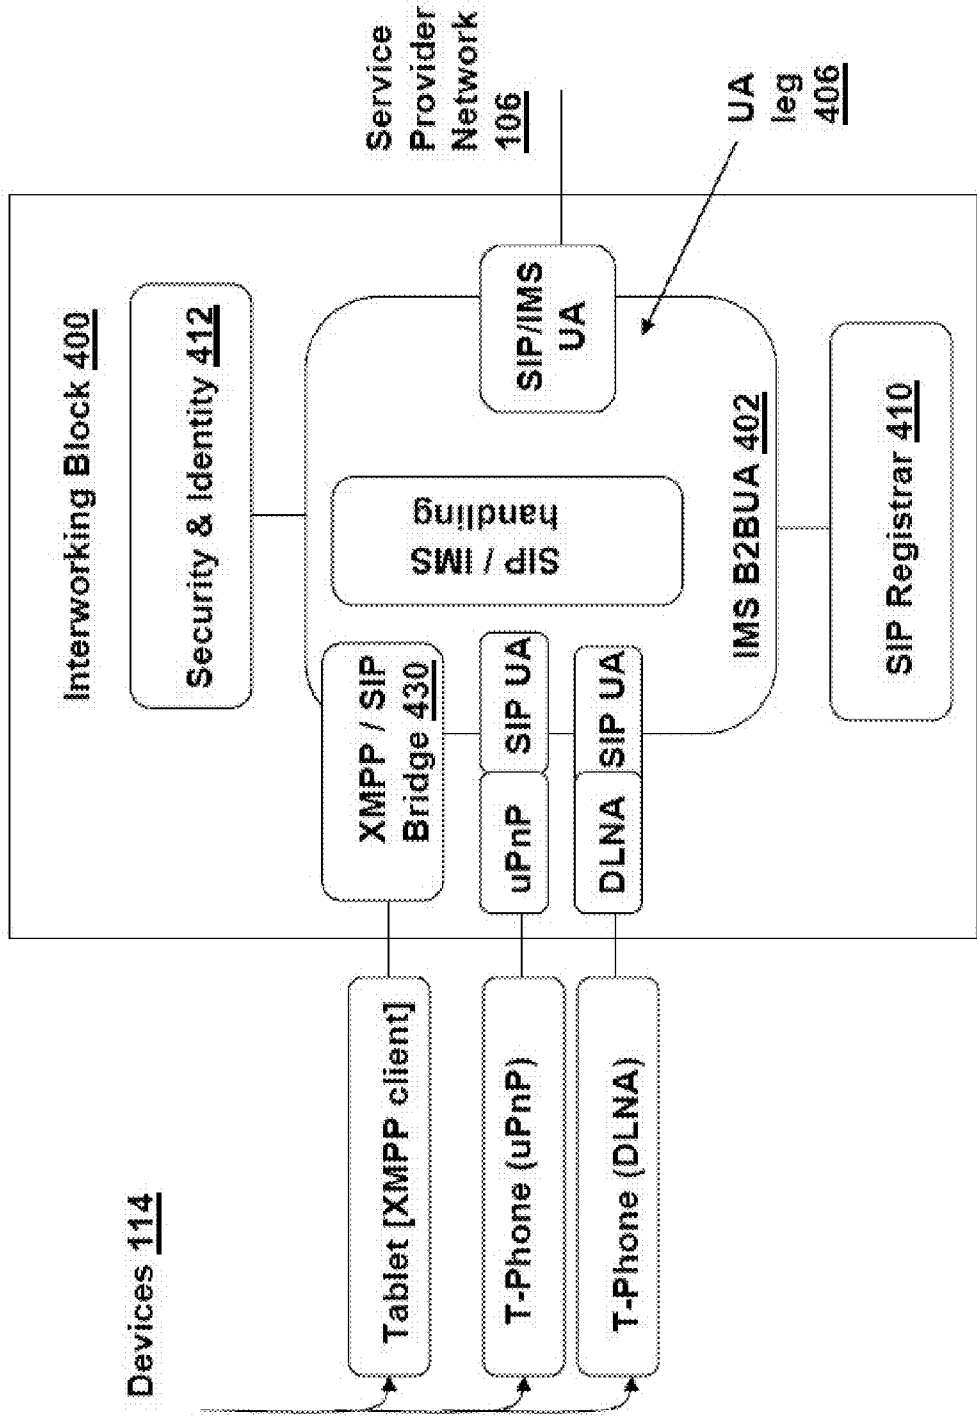 Devices 114
Tablet [XMPP client]
T-Phone (uPnP)
T-Phone (DLNA)
Interworking Block 400
Security & Identity 412
XMPP / SIP
Bridge 430
uPnP
SIP UA
DLNA
SIP UA
SIP / IMS
handling
SIP/IMS
UA
IMS B2BUA 402
SIP Registrar 410
Service
Provider
Network
106
UA
leg
406